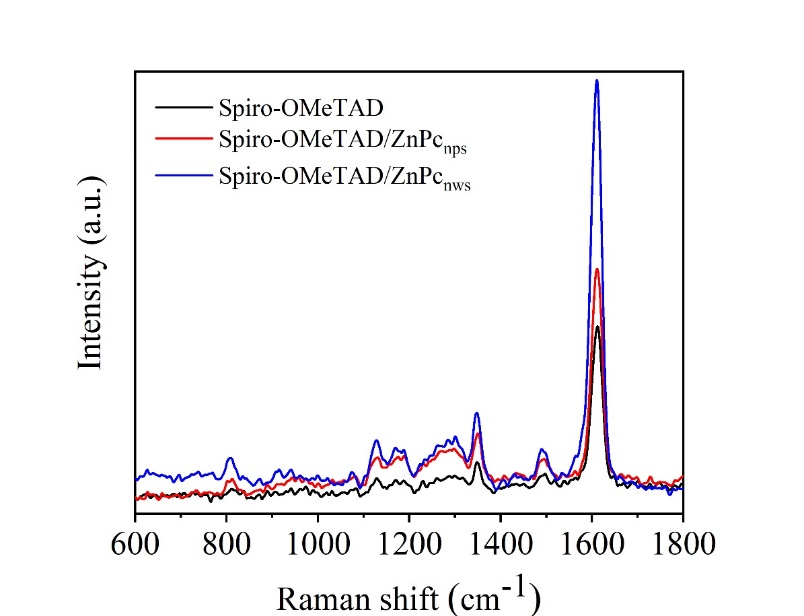 Spiro-OMeTAD
Spiro-OMeTAD/ZnPcnps
Spiro-OMeTAD/ZnPcnws
Intensity (a.u.)
600 800 1000 1200 1400 1600 1800
Raman shift (cm-1)